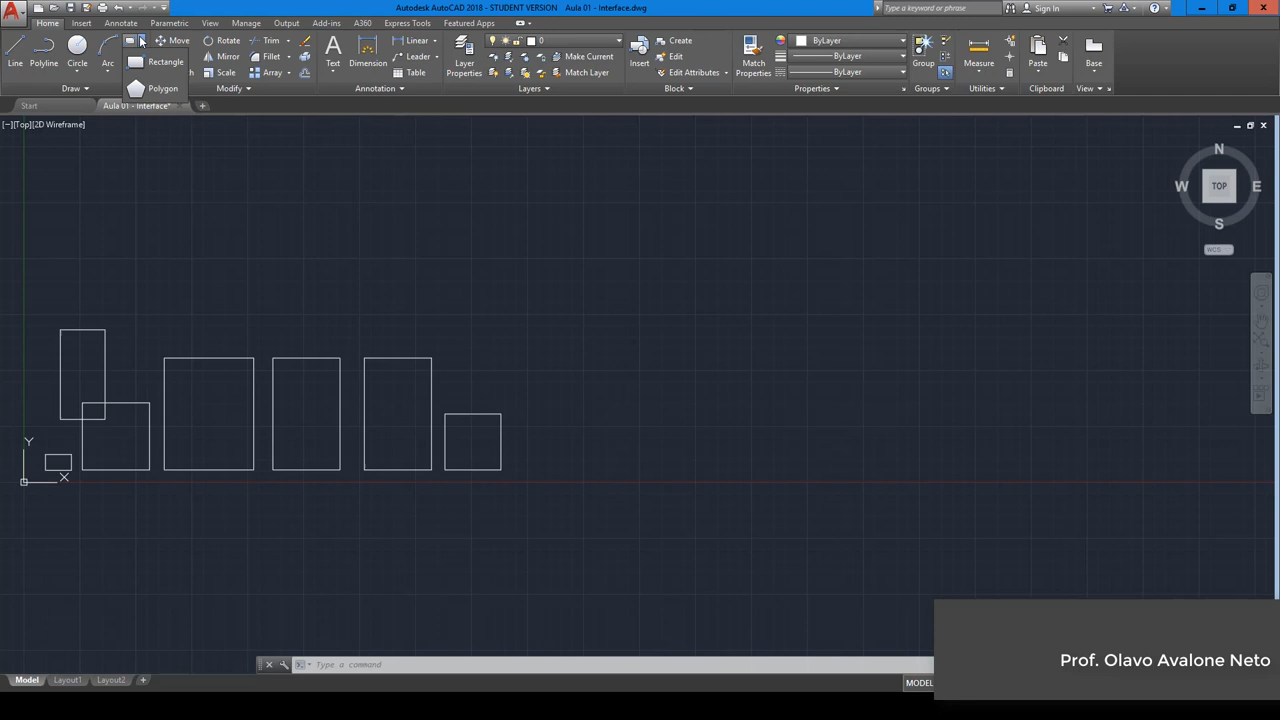 Autodesk AutoCAD 2018 - STUDENT VERSION Aula 01 - Interface.dwg
Type a keyword or phrase
Sign In
Home Insert Annotate Parametric View Manage Output Add-ins A360 Express Tools Featured Apps
Line Polyline Circle Arc
Rectangle
Polygon
Draw
Move Rotate Trim
Mirror Fillet
Scale Array
Modify
Text Dimension
Linear
Leader
Table
Annotation
Layer Properties
0
Make Current
Match Layer
Layers
Insert
Create
Edit
Edit Attributes
Block
Match Properties
ByLayer
ByLayer
ByLayer
Properties
Group
Groups
Measure
Utilities
Paste
Clipboard
Base
View
Start Aula 01 - Interface*
[−][Top][2D Wireframe]
N
W TOP E
S
WCS
Y
X
Type a command
Model Layout1 Layout2
MODEL
Prof. Olavo Avalone Neto